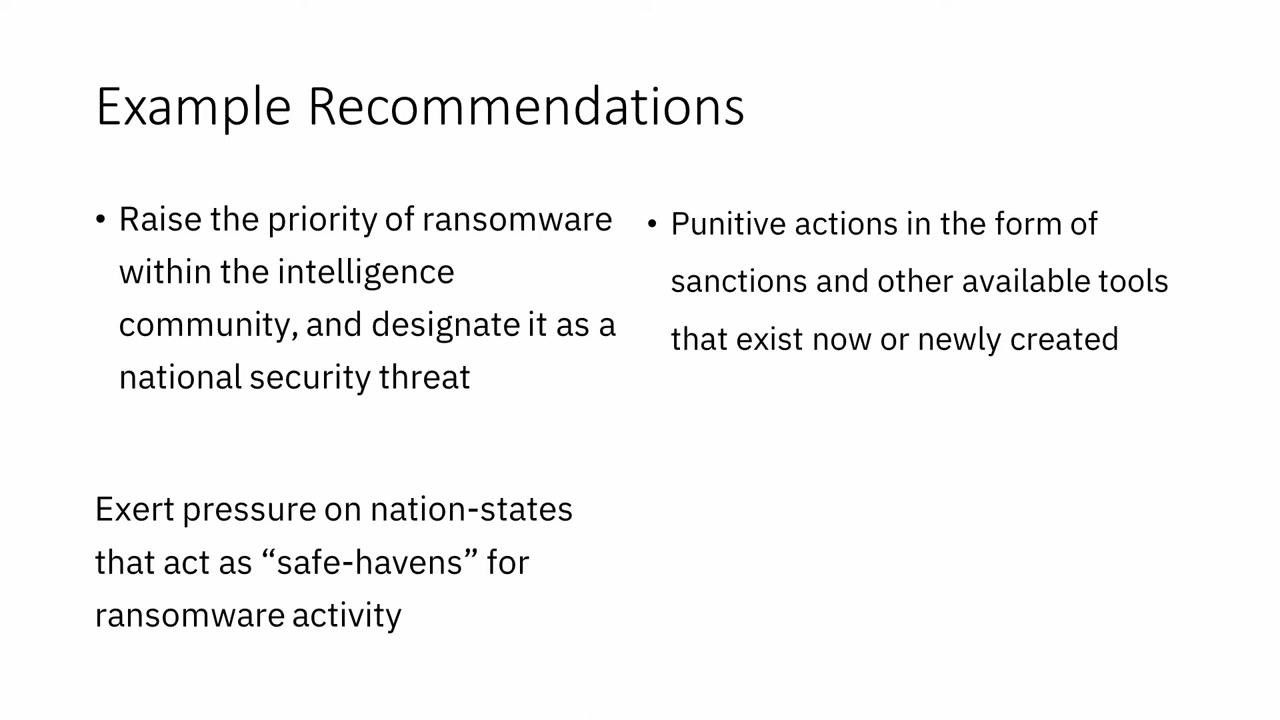 Example Recommendations
• Raise the priority of ransomware
within the intelligence
community, and designate it as a
national security threat
Exert pressure on nation-states
that act as “safe-havens” for
ransomware activity
• Punitive actions in the form of
sanctions and other available tools
that exist now or newly created